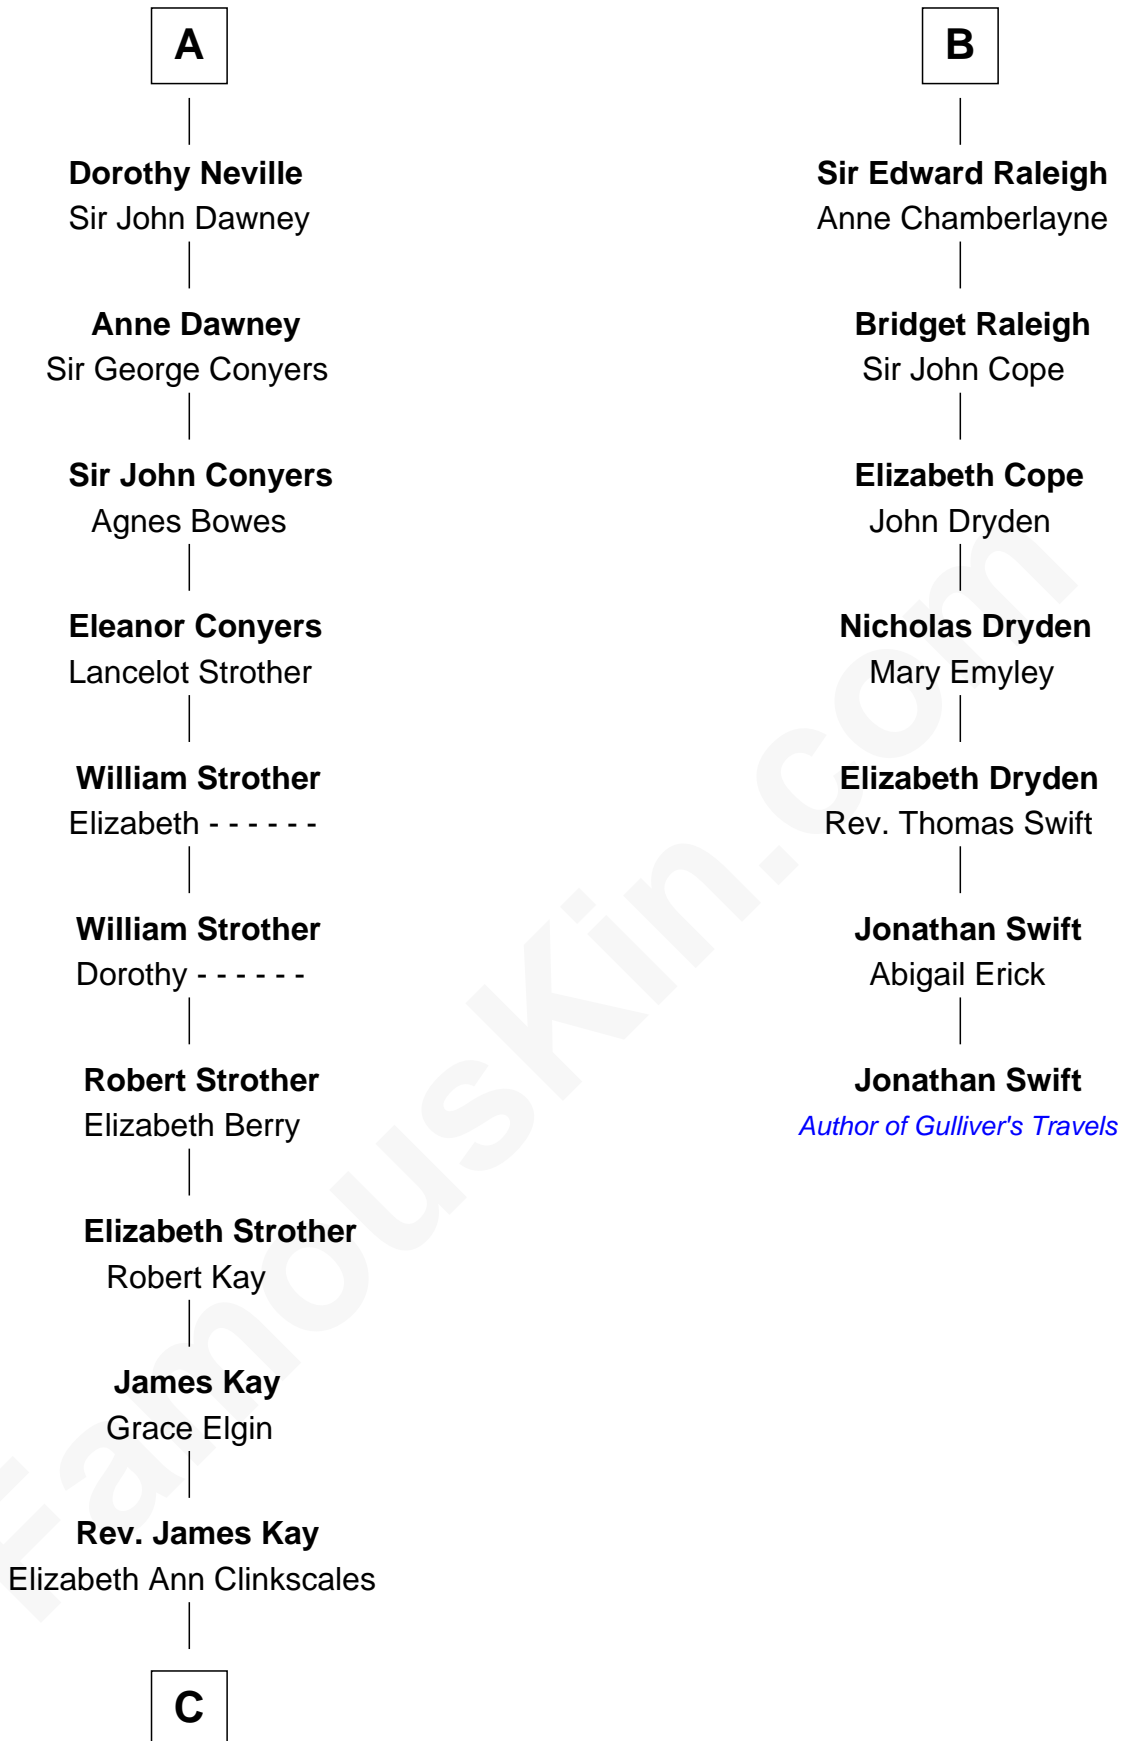 A
Dorothy Neville
Sir John Dawney
Anne Dawney
Sir George Conyers
Sir John Conyers
Agnes Bowes
Eleanor Conyers
Lancelot Strother
William Strother
Elizabeth - - - - - -
William Strother
Dorothy - - - - - -
Robert Strother
Elizabeth Berry
Elizabeth Strother
Robert Kay
James Kay
Grace Elgin
Rev. James Kay
Elizabeth Ann Clinkscales
C
B
Sir Edward Raleigh
Anne Chamberlayne
Bridget Raleigh
Sir John Cope
Elizabeth Cope
John Dryden
Nicholas Dryden
Mary Emyley
Elizabeth Dryden
Rev. Thomas Swift
Jonathan Swift
Abigail Erick
Jonathan Swift
Author of Gulliver's Travels
FamousKin.com